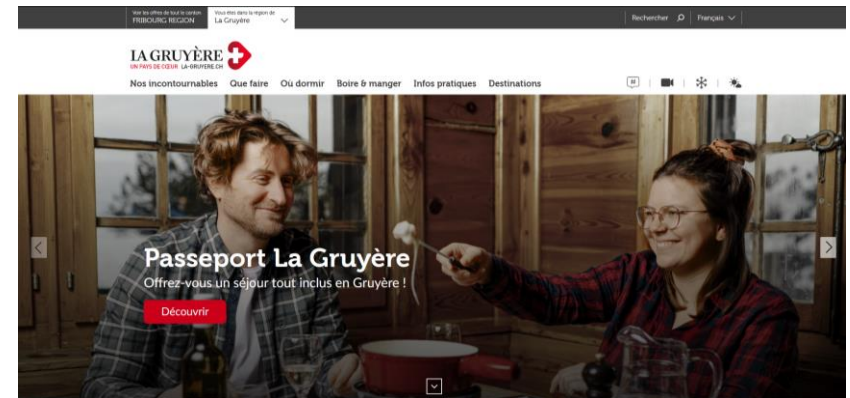 Voir les offres de tout le canton
FRIBOURG REGION
Vous êtes dans la région de
La Gruyère
Rechercher
Français
LA GRUYÈRE
UN PAYS DE CŒUR LA-GRUYERE.CH
Nos incontournables
Que faire
Où dormir
Boire & manger
Infos pratiques
Destinations
Passeport La Gruyère
Offrez-vous un séjour tout inclus en Gruyère !
Découvrir